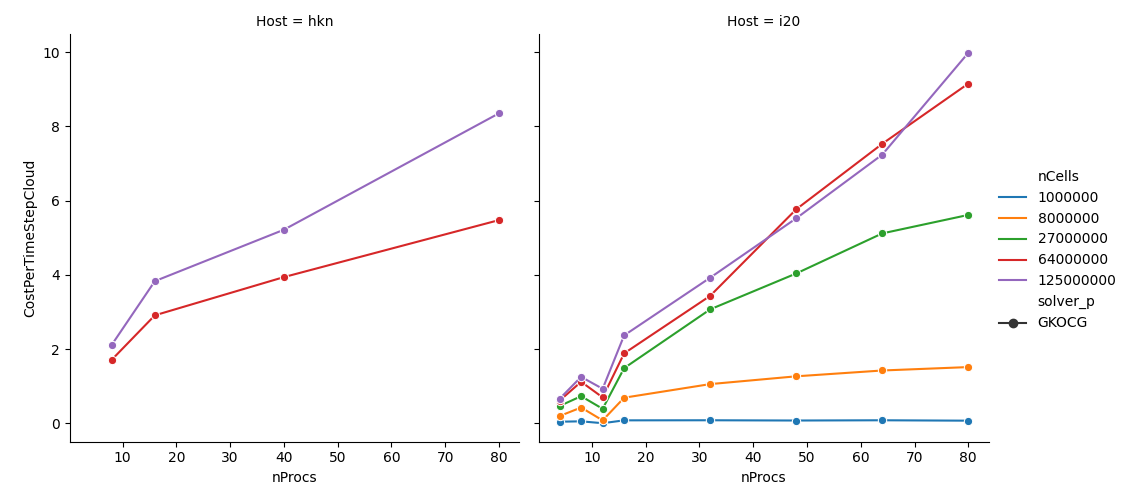 Host = hkn
Host = i20
CostPerTimeStepCloud
10
8
6
4
2
0
10 20 30 40 50 60 70 80
10 20 30 40 50 60 70 80
nProcs
nProcs
nCells
1000000
8000000
27000000
64000000
125000000
solver_p
GKOCG